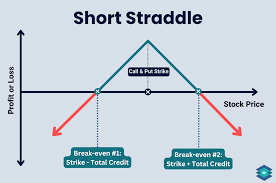 Short Straddle
Profit or Loss
Call & Put Strike
Stock Price
Break-even #1:
Strike - Total Credit
Break-even #2:
Strike + Total Credit